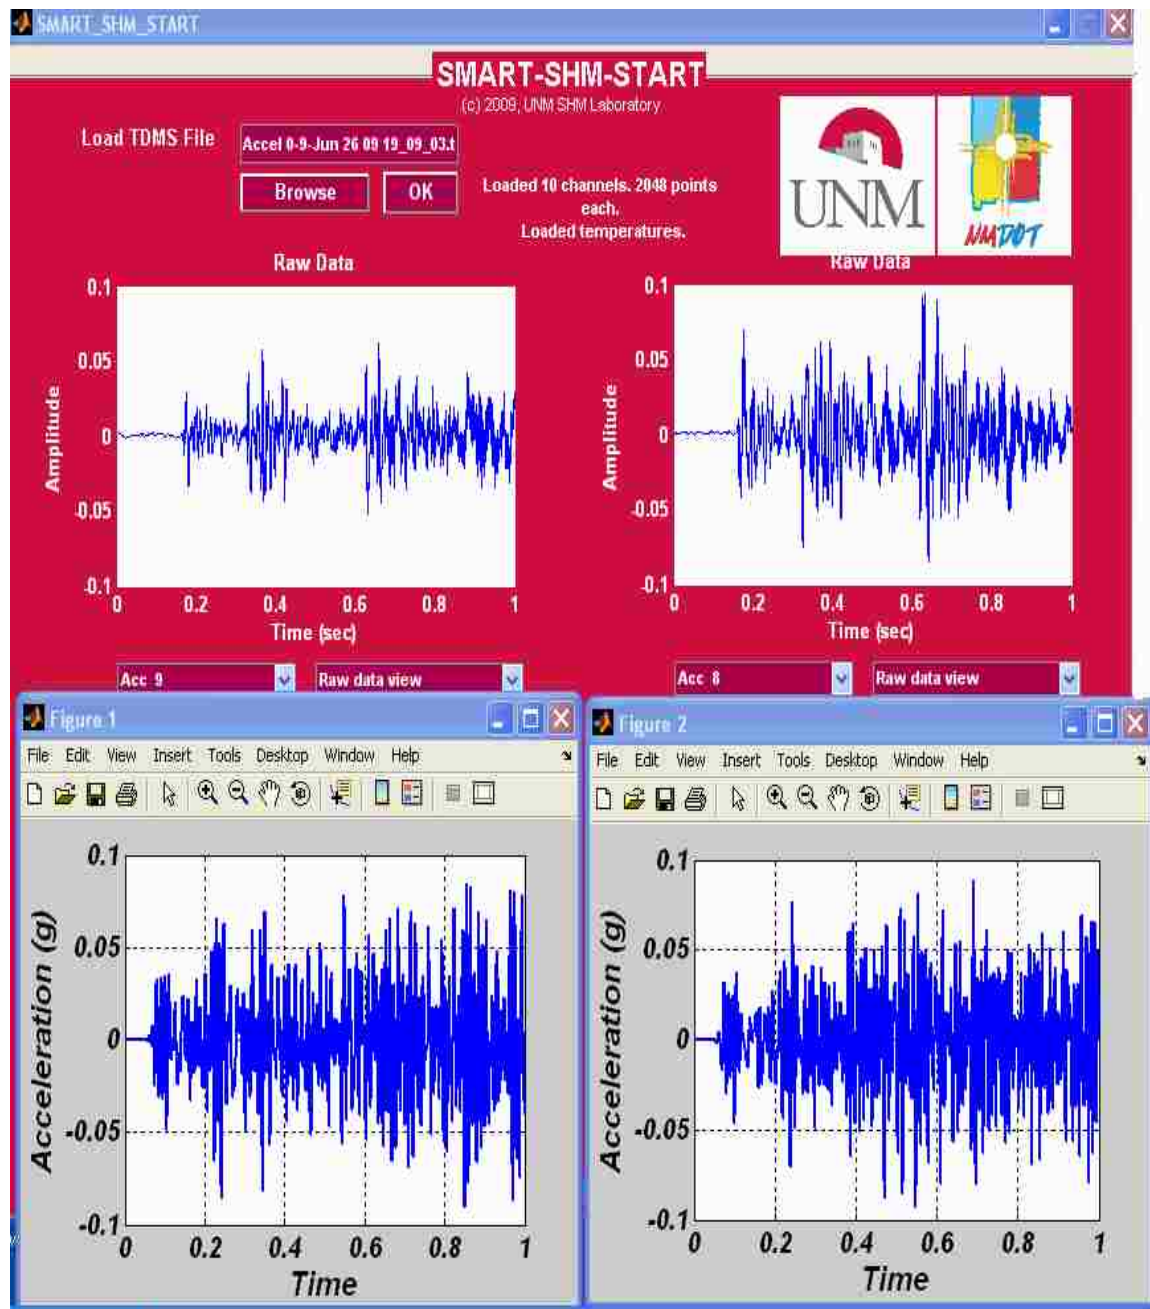 SMART_SHM_START
SMART-SHM-START
(c) 2009, UNM SHM Laboratory
Load TDMS File
Accel 0-9-Jun 26 09 19_09_03.t
Browse
OK
Loaded 10 channels. 2048 points
each.
Loaded temperatures.
UNM
NMDOT
Raw Data
0.1
0.05
0
-0.05
-0.1
Amplitude
0 0.2 0.4 0.6 0.8 1
Time (sec)
Acc 9
Raw data view
Raw Data
0.1
0.05
0
-0.05
-0.1
Amplitude
0 0.2 0.4 0.6 0.8 1
Time (sec)
Acc 8
Raw data view
Figure 1
File Edit View Insert Tools Desktop Window Help
0.1
0.05
0
-0.05
-0.1
Acceleration (g)
0 0.2 0.4 0.6 0.8 1
Time
Figure 2
File Edit View Insert Tools Desktop Window Help
0.1
0.05
0
-0.05
-0.1
Acceleration (g)
0 0.2 0.4 0.6 0.8 1
Time